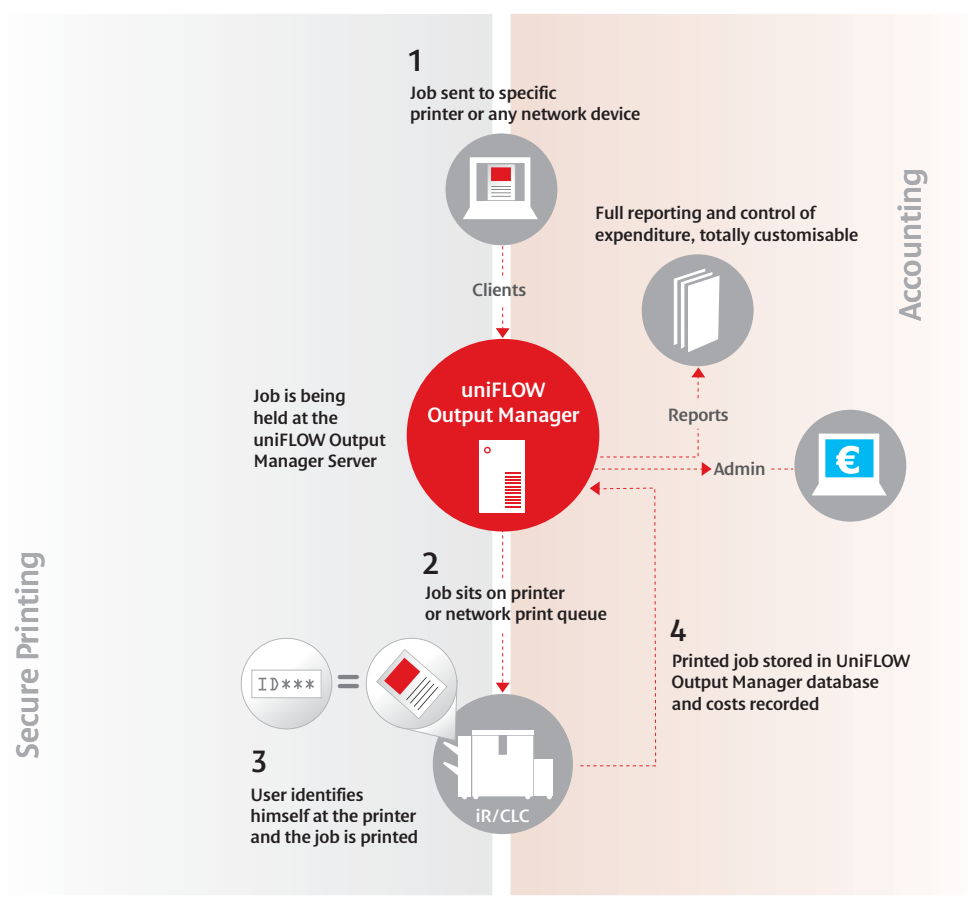 1
Job sent to specific
printer or any network device
Accounting
Full reporting and control of
expenditure, totally customisable
Clients
uniFLOW
Output Manager
Job is being
held at the
uniFLOW Output
Manager Server
Reports
€
Admin
2
Job sits on printer
or network print queue
Secure Printing
4
Printed job stored in UniFLOW
Output Manager database
and costs recorded
ID***
=
3
User identifies
himself at the printer
and the job is printed
iR/CLC